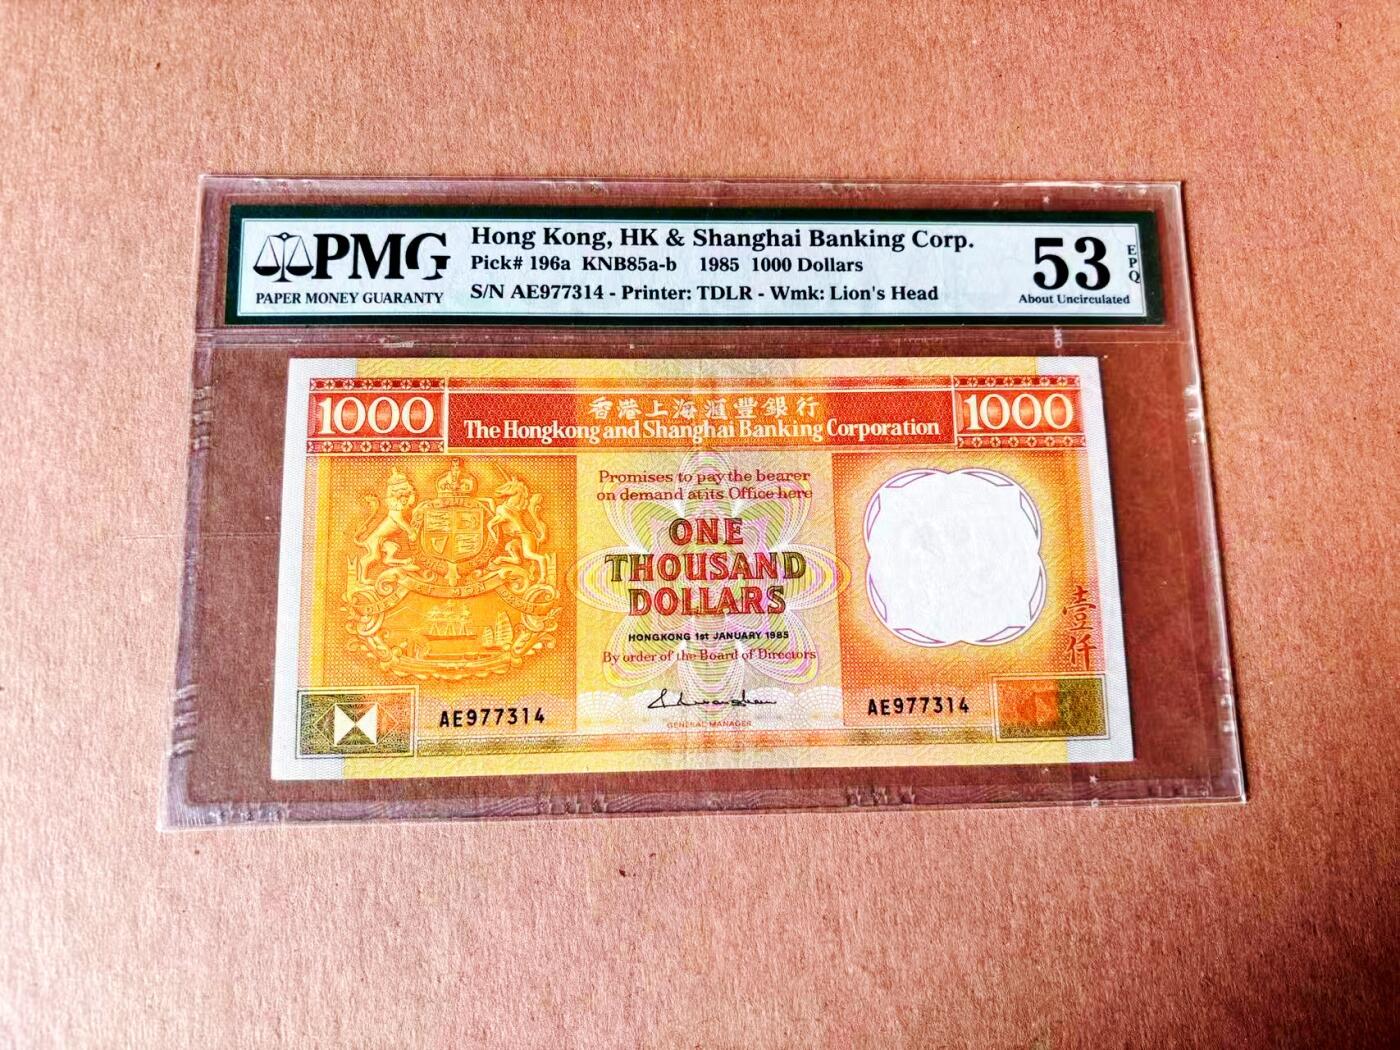 PMG
PAPER MONEY GUARANTY
Hong Kong, HK & Shanghai Banking Corp.
Pick# 196a KNB85a-b 1985 1000 Dollars
S/N AE977314 - Printer: TDLR - Wmk: Lion's Head
53
EPQ
About Uncirculated
1000
香港上海滙豐銀行
The Hongkong and Shanghai Banking Corporation
1000
Promises to pay the bearer
on demand at its Office here
ONE
THOUSAND
DOLLARS
HONGKONG 1st JANUARY 1985
By order of the Board of Directors
GENERAL MANAGER
AE977314
AE977314
壹仟